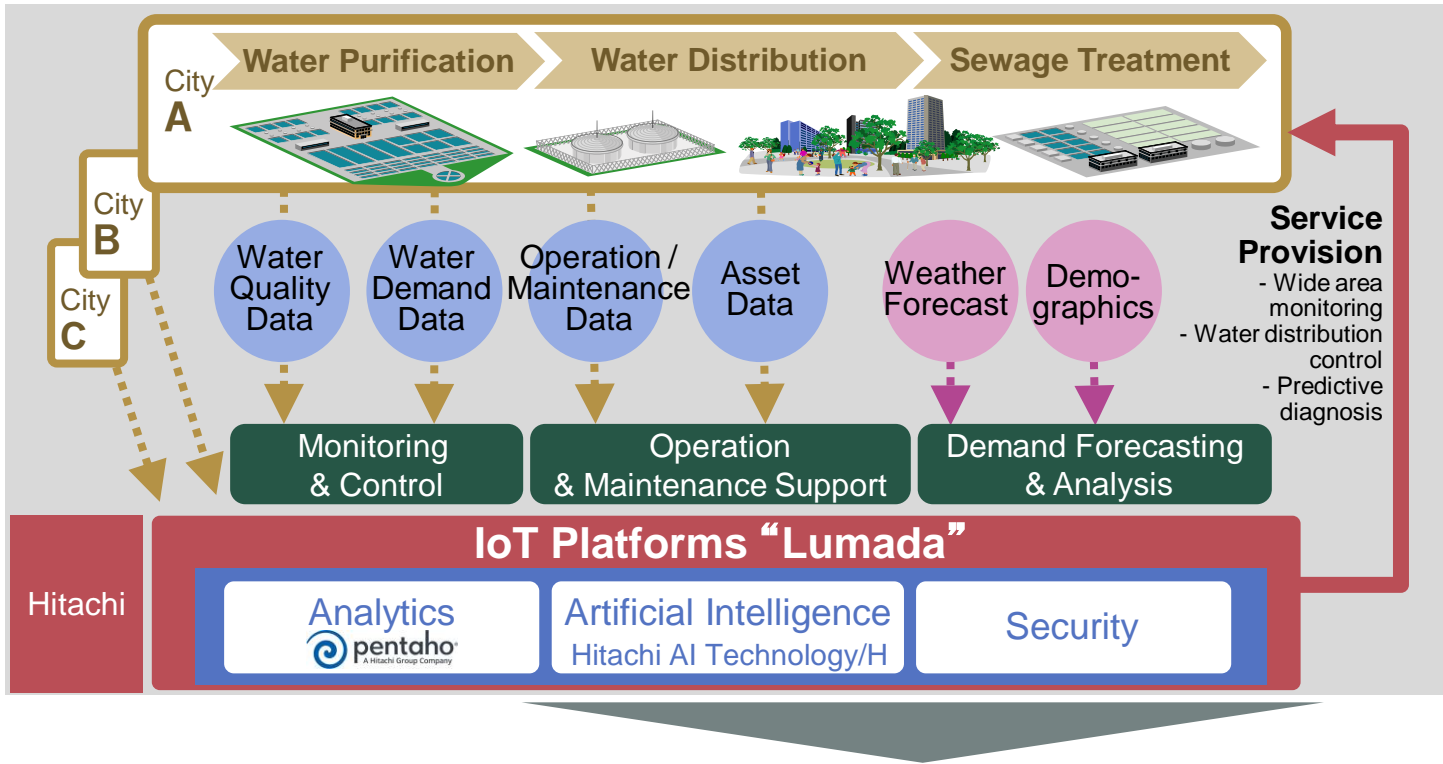 Water Purification
Water Distribution
Sewage Treatment
City
A
City
B
City
C
Water
Quality
Data
Water
Demand
Data
Operation /
Maintenance
Data
Asset
Data
Weather
Forecast
Demo-
graphics
Service
Provision
- Wide area
monitoring
- Water distribution
control
- Predictive
diagnosis
Monitoring
& Control
Operation
& Maintenance Support
Demand Forecasting
& Analysis
Hitachi
IoT Platforms “Lumada”
Analytics
pentaho
A Hitachi Group Company
Artificial Intelligence
Hitachi AI Technology/H
Security